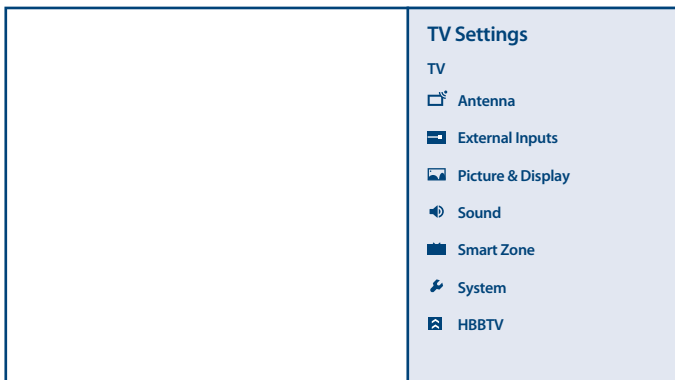 TV Settings
TV
Antenna
External Inputs
Picture & Display
Sound
Smart Zone
System
HBBTV